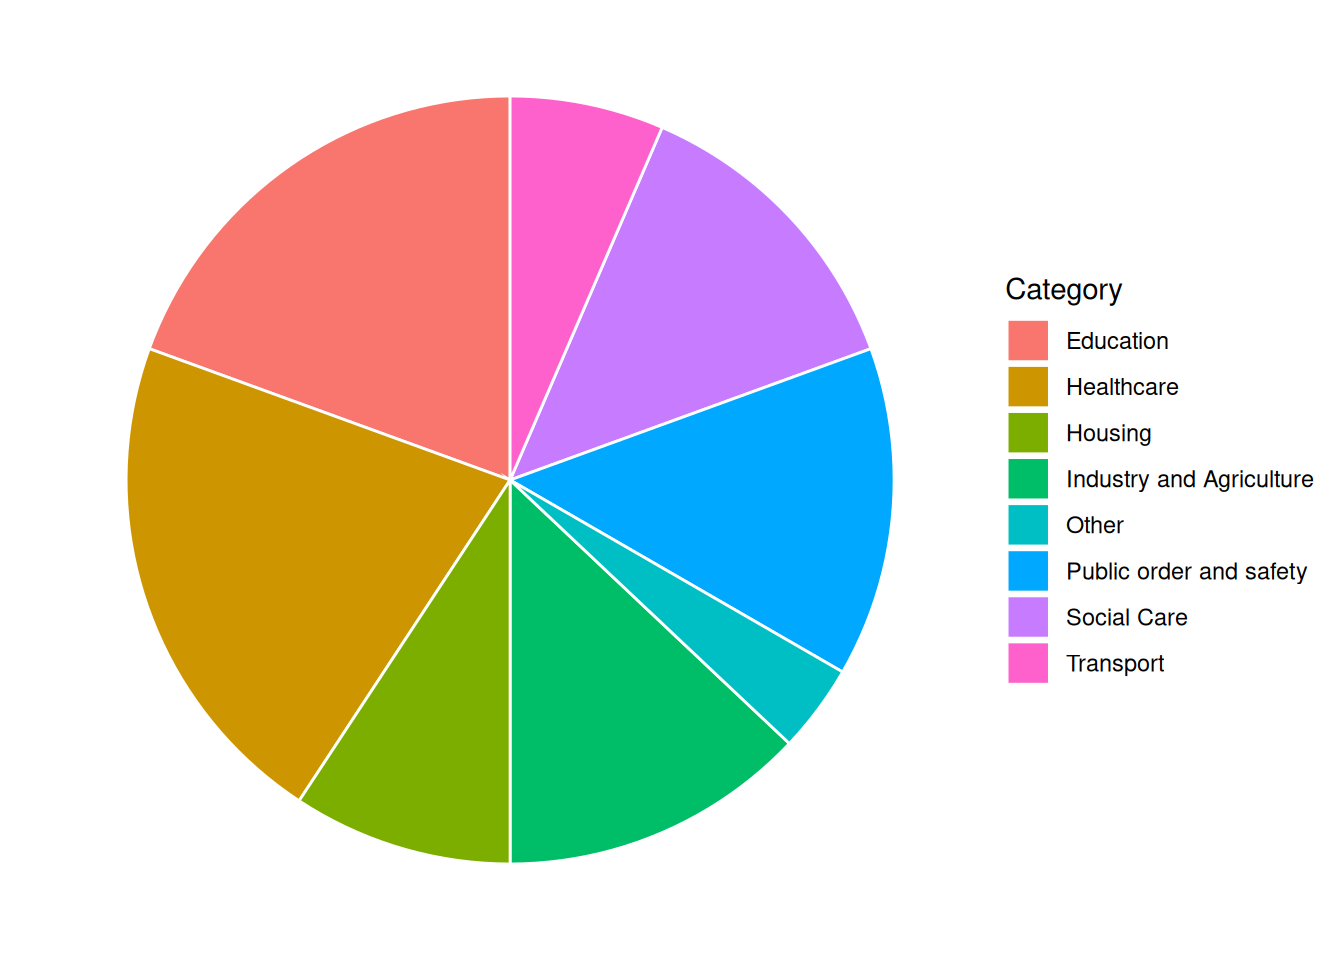 Category
Education
Healthcare
Housing
Industry and Agriculture
Other
Public order and safety
Social Care
Transport